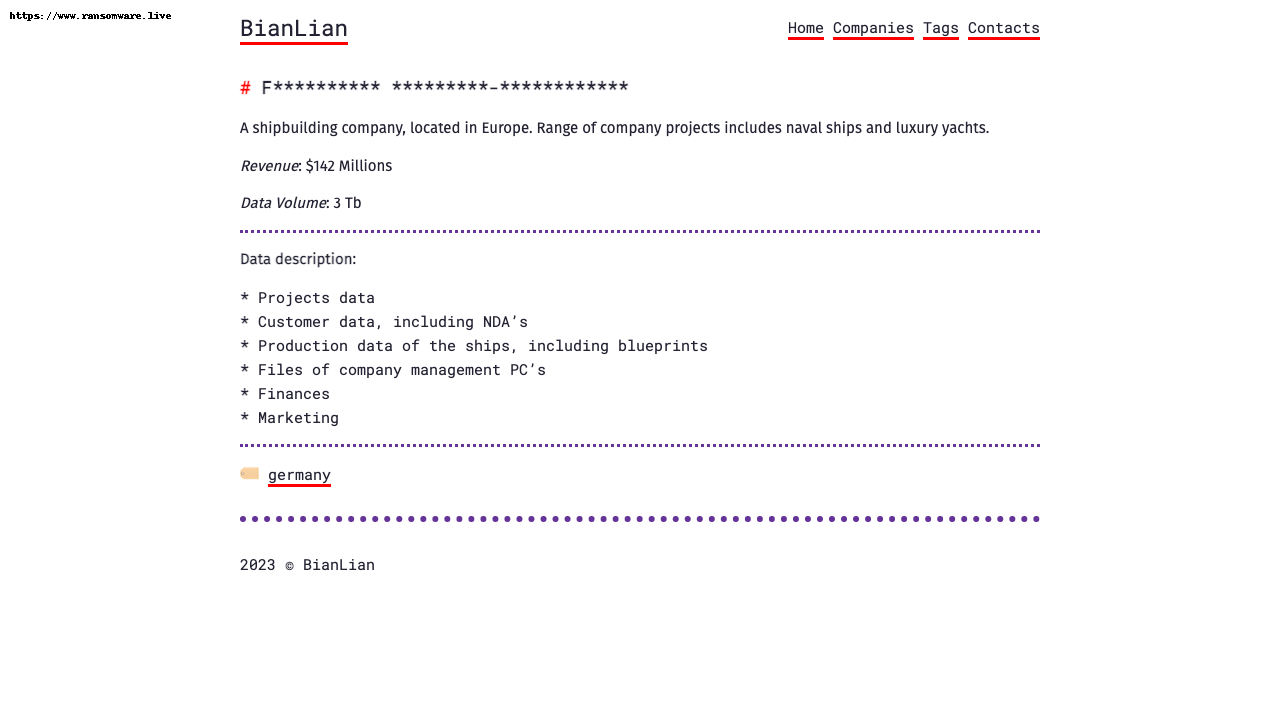 https://www.ransomware.live
BianLian
Home Companies Tags Contacts
# F********** *********-************
A shipbuilding company, located in Europe. Range of company projects includes naval ships and luxury yachts.
Revenue: $142 Millions
Data Volume: 3 Tb
Data description:
* Projects data
* Customer data, including NDA’s
* Production data of the ships, including blueprints
* Files of company management PC’s
* Finances
* Marketing
germany
2023 © BianLian